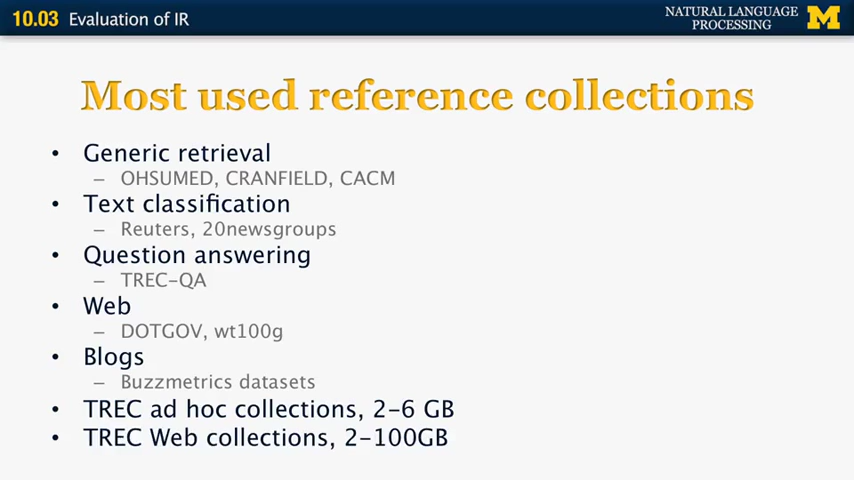 10.03 Evaluation of IR
NATURAL LANGUAGE
PROCESSING
M
Most used reference collections
• Generic retrieval
– OHSUMED, CRANFIELD, CACM
• Text classification
– Reuters, 20newsgroups
• Question answering
– TREC-QA
• Web
– DOTGOV, wt100g
• Blogs
– Buzzmetrics datasets
• TREC ad hoc collections, 2-6 GB
• TREC Web collections, 2-100GB